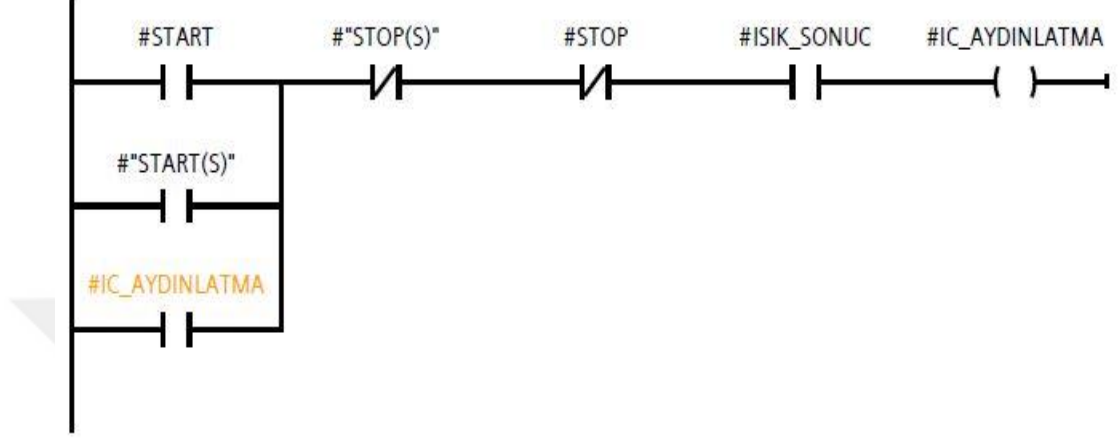 #START #"STOP(S)" #STOP #ISIK_SONUC #IC_AYDINLATMA
#"START(S)"
#IC_AYDINLATMA